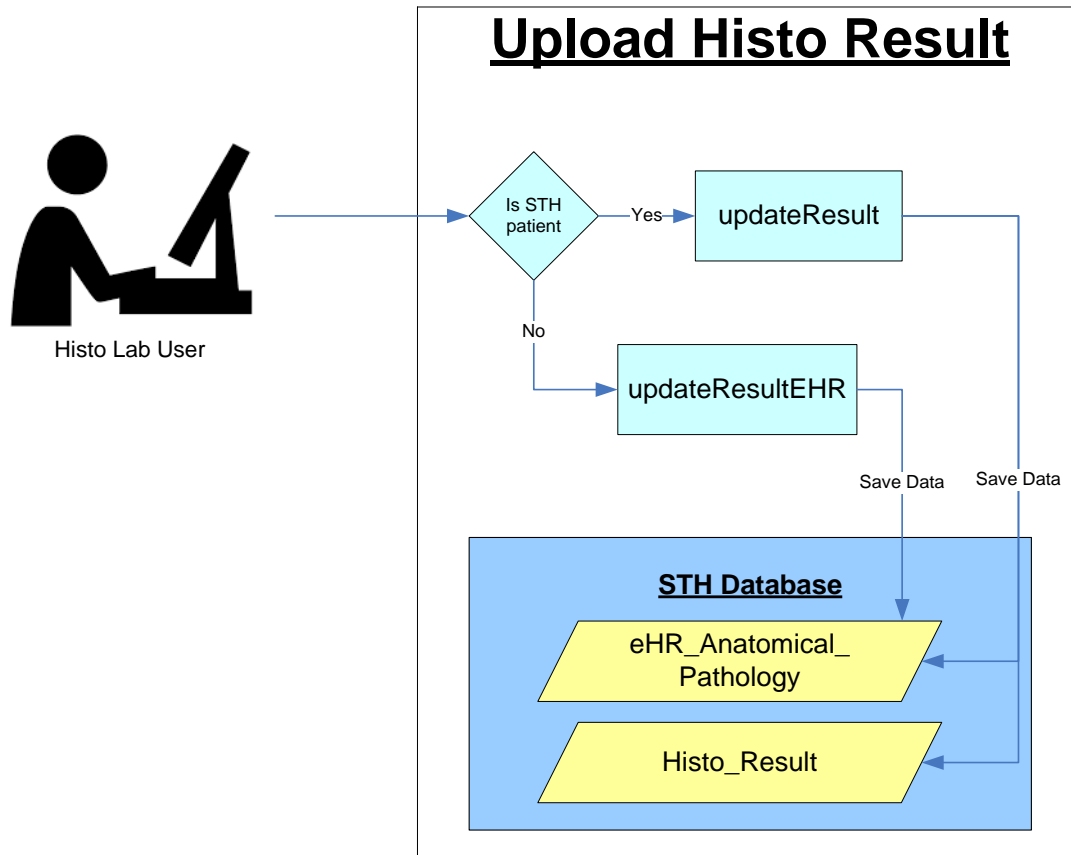 Upload Histo Result
Is STH
patient
Yes
updateResult
Histo Lab User
No
updateResultEHR
Save Data
Save Data
STH Database
eHR_Anatomical_
Pathology
Histo_Result